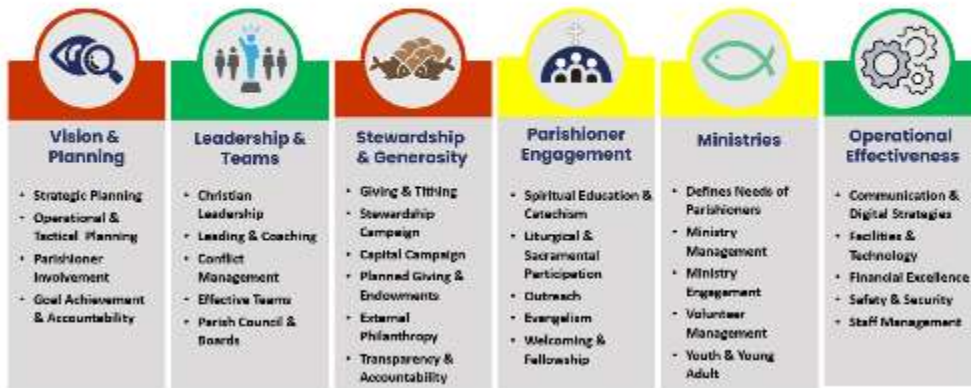 Vision &
Planning
• Strategic Planning
• Operational &
Tactical Planning
• Parishioner
Involvement
• Goal Achievement
& Accountability
Leadership &
Teams
• Christian
Leadership
• Leading & Coaching
• Conflict
Management
• Effective Teams
• Parish Council &
Boards
Stewardship
& Generosity
• Giving & Tithing
• Stewardship
Campaign
• Capital Campaign
• Planned Giving &
Endowments
• External
Philanthropy
• Transparency &
Accountability
Parishioner
Engagement
• Spiritual Education &
Catechism
• Liturgical &
Sacramental
Participation
• Outreach
• Evangelism
• Welcoming &
Fellowship
Ministries
• Defines Needs of
Parishioners
• Ministry
Management
• Ministry
Engagement
• Volunteer
Management
• Youth & Young
Adult
Operational
Effectiveness
• Communication &
Digital Strategies
• Facilities &
Technology
• Financial Excellence
• Safety & Security
• Staff Management